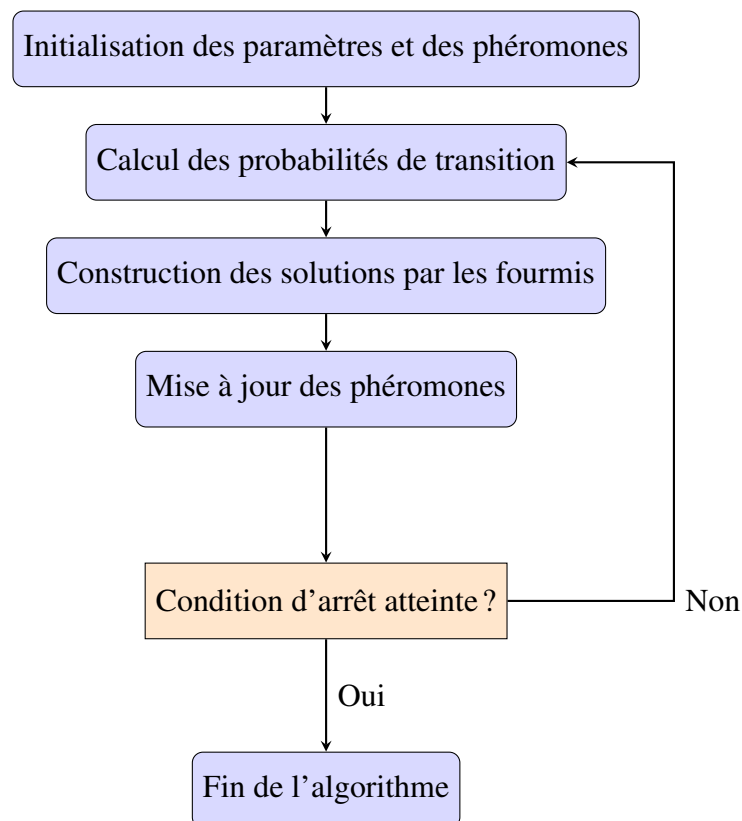 Initialisation des paramètres et des phéromones
Calcul des probabilités de transition
Construction des solutions par les fourmis
Mise à jour des phéromones
Condition d'arrêt atteinte ?
Non
Oui
Fin de l'algorithme